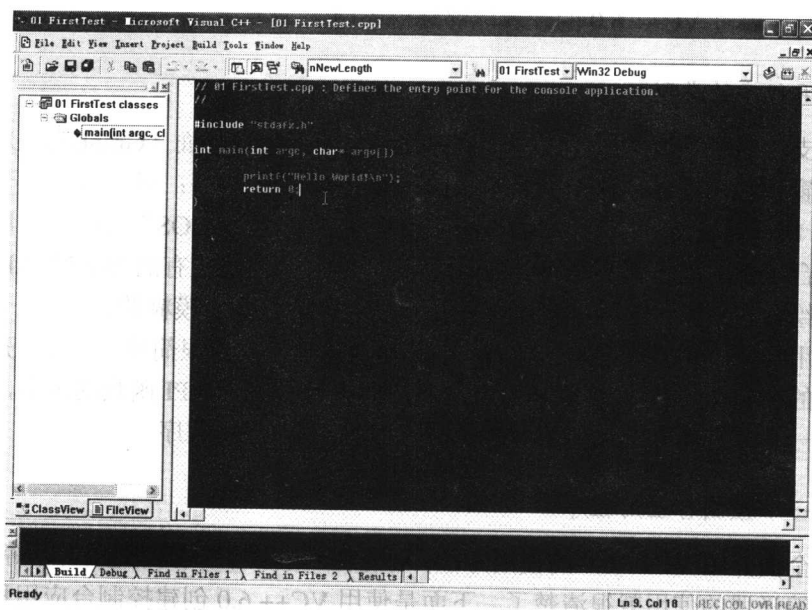 01 FirstTest - Microsoft Visual C++ - [01 FirstTest.cpp]
File Edit View Insert Project Build Tools Window Help
nNewLength 01 FirstTest Win32 Debug
01 FirstTest classes
Globals
main(int argc, cl
// 01 FirstTest.cpp : Defines the entry point for the console application.
//
#include "stdafx.h"
int main(int argc, char* argv[])
{
printf("Hello World!\n");
return 0;
}
ClassView FileView
Build Debug Find in Files 1 Find in Files 2 Results
Ready
Ln 9, Col 18 REC COL OVR READ